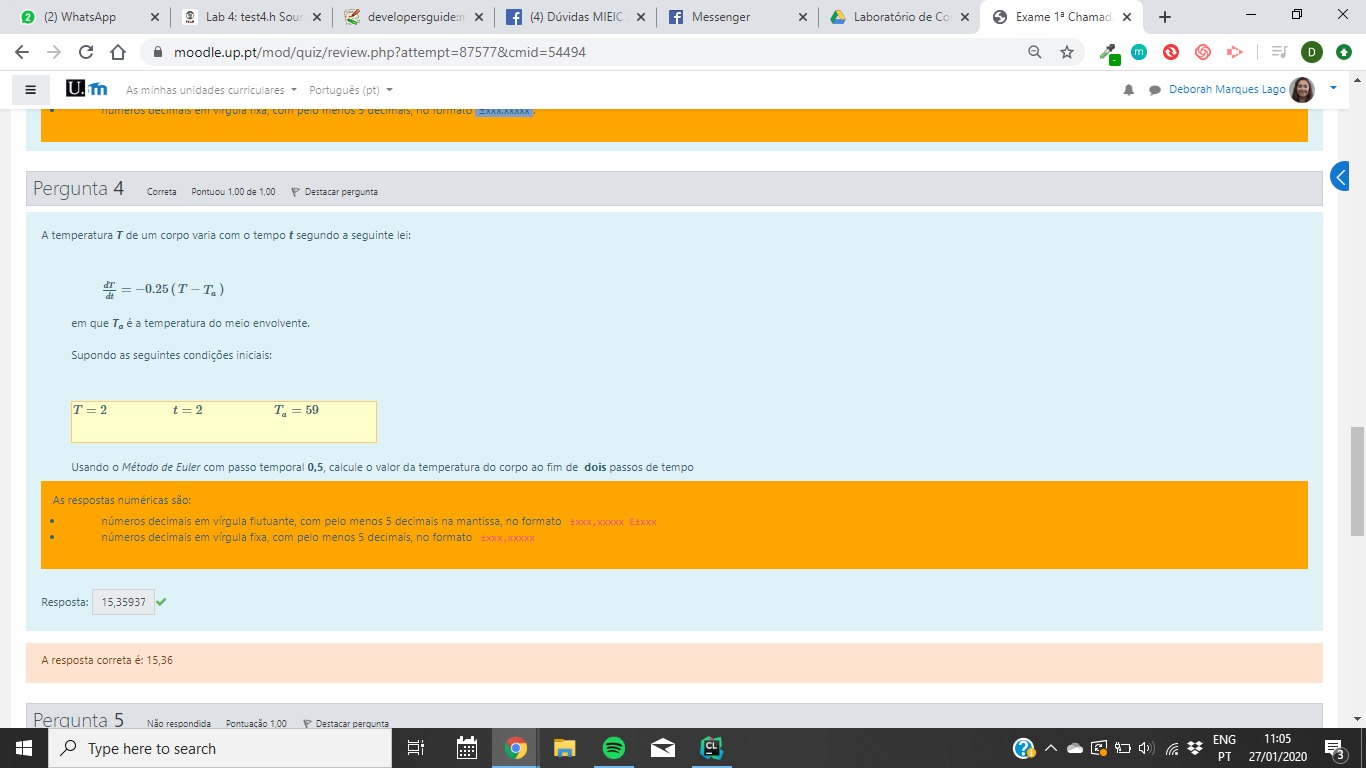 (2) WhatsApp
Lab 4: test4.h Sour
developersguide:m
(4) Dúvidas MIEIC
Messenger
Laboratório de Co
Exame 1ª Chamad
moodle.up.pt/mod/quiz/review.php?attempt=87577&cmid=54494
As minhas unidades curriculares
Português (pt)
Deborah Marques Lago
números decimais em vírgula fixa, com pelo menos 5 decimais, no formato ±xxx.xxxxx .
Pergunta 4 Correta Pontuou 1,00 de 1,00 Destacar pergunta
A temperatura T de um corpo varia com o tempo t segundo a seguinte lei:
dT/dt = −0.25 (T − Ta)
em que Ta é a temperatura do meio envolvente.
Supondo as seguintes condições iniciais:
T = 2 t = 2 Ta = 59
Usando o Método de Euler com passo temporal 0,5, calcule o valor da temperatura do corpo ao fim de dois passos de tempo
As respostas numéricas são:
números decimais em vírgula flutuante, com pelo menos 5 decimais na mantissa, no formato ±xxx,xxxxx E±xxx
números decimais em vírgula fixa, com pelo menos 5 decimais, no formato ±xxx,xxxxx
Resposta: 15,35937
A resposta correta é: 15,36
Pergunta 5 Não respondida Pontuação 1,00 Destacar pergunta
Type here to search
ENG
PT
11:05
27/01/2020
3